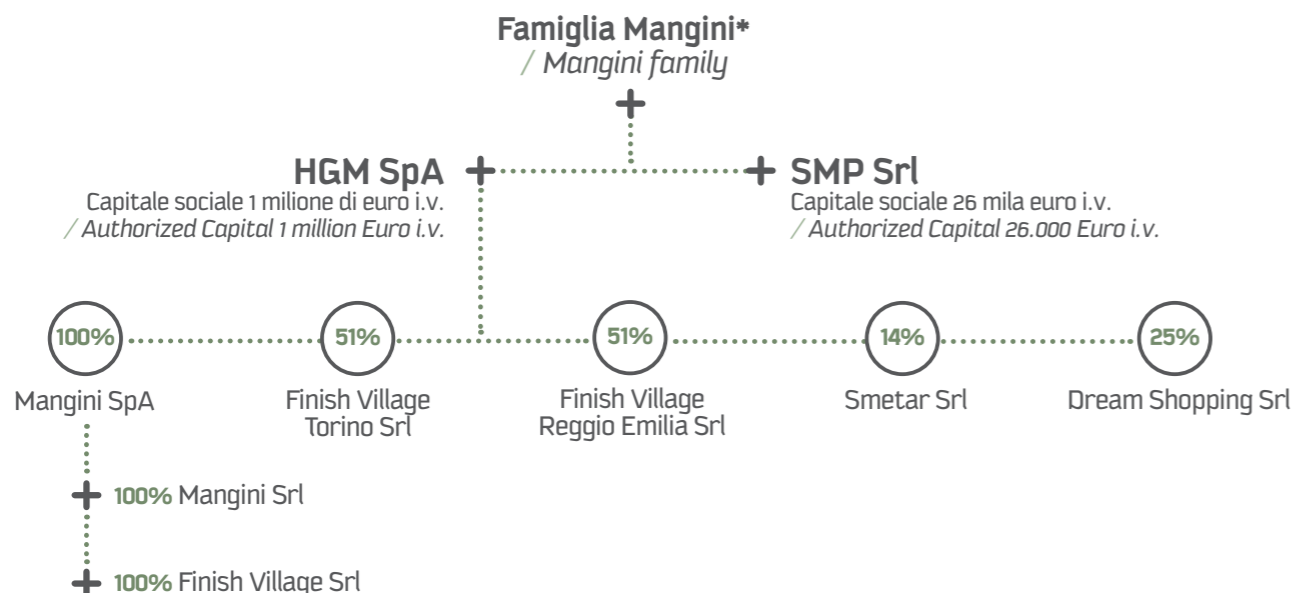 Famiglia Mangini*
/ Mangini family
HGM SpA
Capitale sociale 1 milione di euro i.v.
/ Authorized Capital 1 million Euro i.v.
SMP Srl
Capitale sociale 26 mila euro i.v.
/ Authorized Capital 26.000 Euro i.v.
100%
51%
51%
14%
25%
Mangini SpA
Finish Village
Torino Srl
Finish Village
Reggio Emilia Srl
Smetar Srl
Dream Shopping Srl
100% Mangini Srl
100% Finish Village Srl